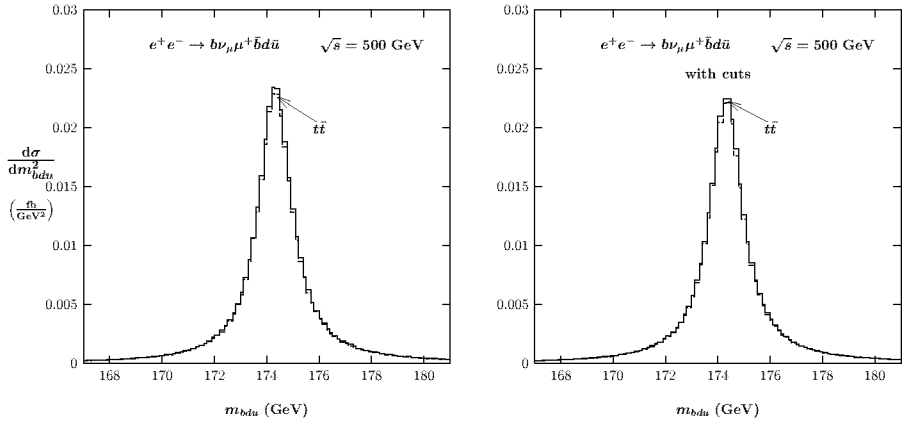 0.03
0.025
0.02
0.015
0.01
0.005
0
e⁺e⁻ → bν_μμ⁺b̄dū √s = 500 GeV
tt̄
dσ
dm²_bdu
(fb/GeV²)
168 170 172 174 176 178 180
m_bdu (GeV)
0.03
0.025
0.02
0.015
0.01
0.005
0
e⁺e⁻ → bν_μμ⁺b̄dū √s = 500 GeV
with cuts
tt̄
168 170 172 174 176 178 180
m_bdu (GeV)